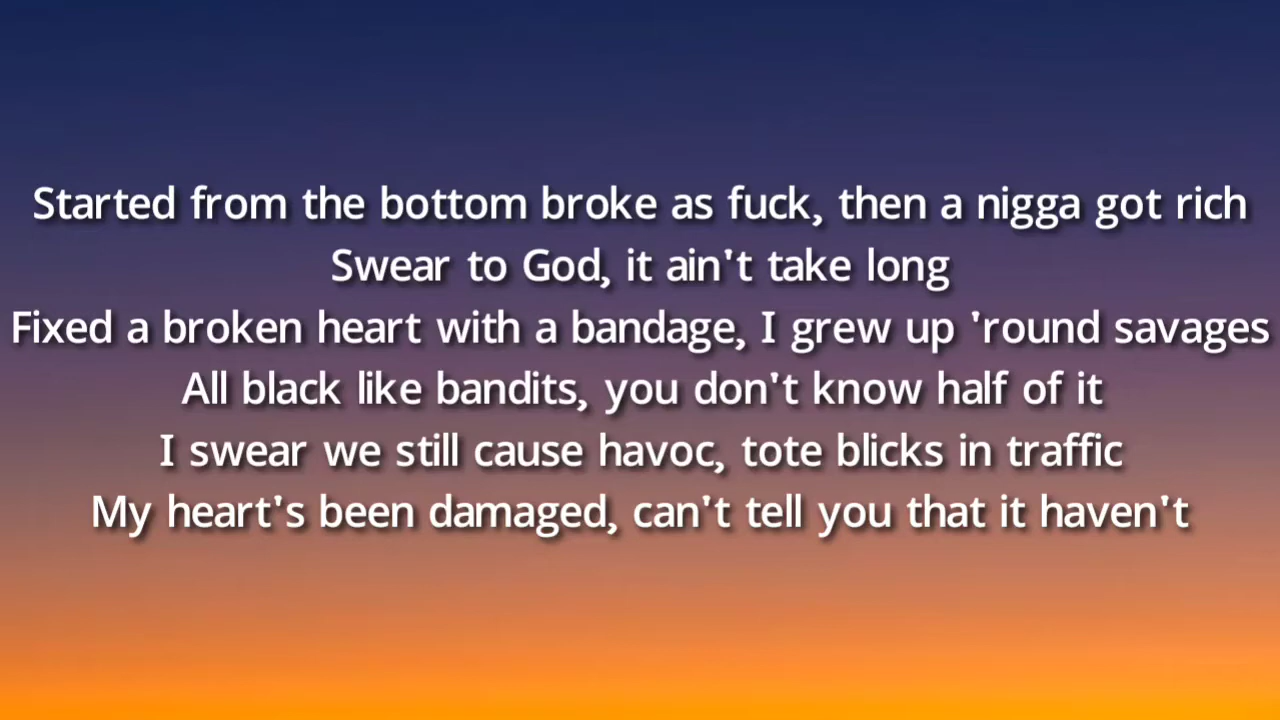 Started from the bottom broke as fuck, then a nigga got rich
Swear to God, it ain't take long
Fixed a broken heart with a bandage, I grew up 'round savages
All black like bandits, you don't know half of it
I swear we still cause havoc, tote blicks in traffic
My heart's been damaged, can't tell you that it haven't